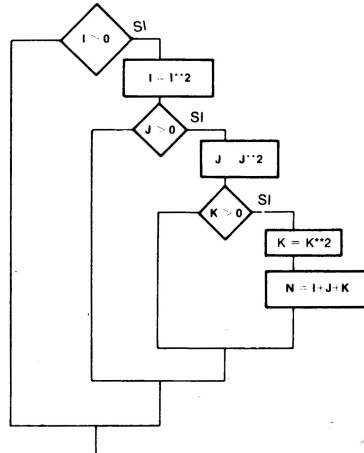 I > 0
SI
I = I**2
J > 0
SI
J J**2
K > 0
SI
K = K**2
N = I+J+K